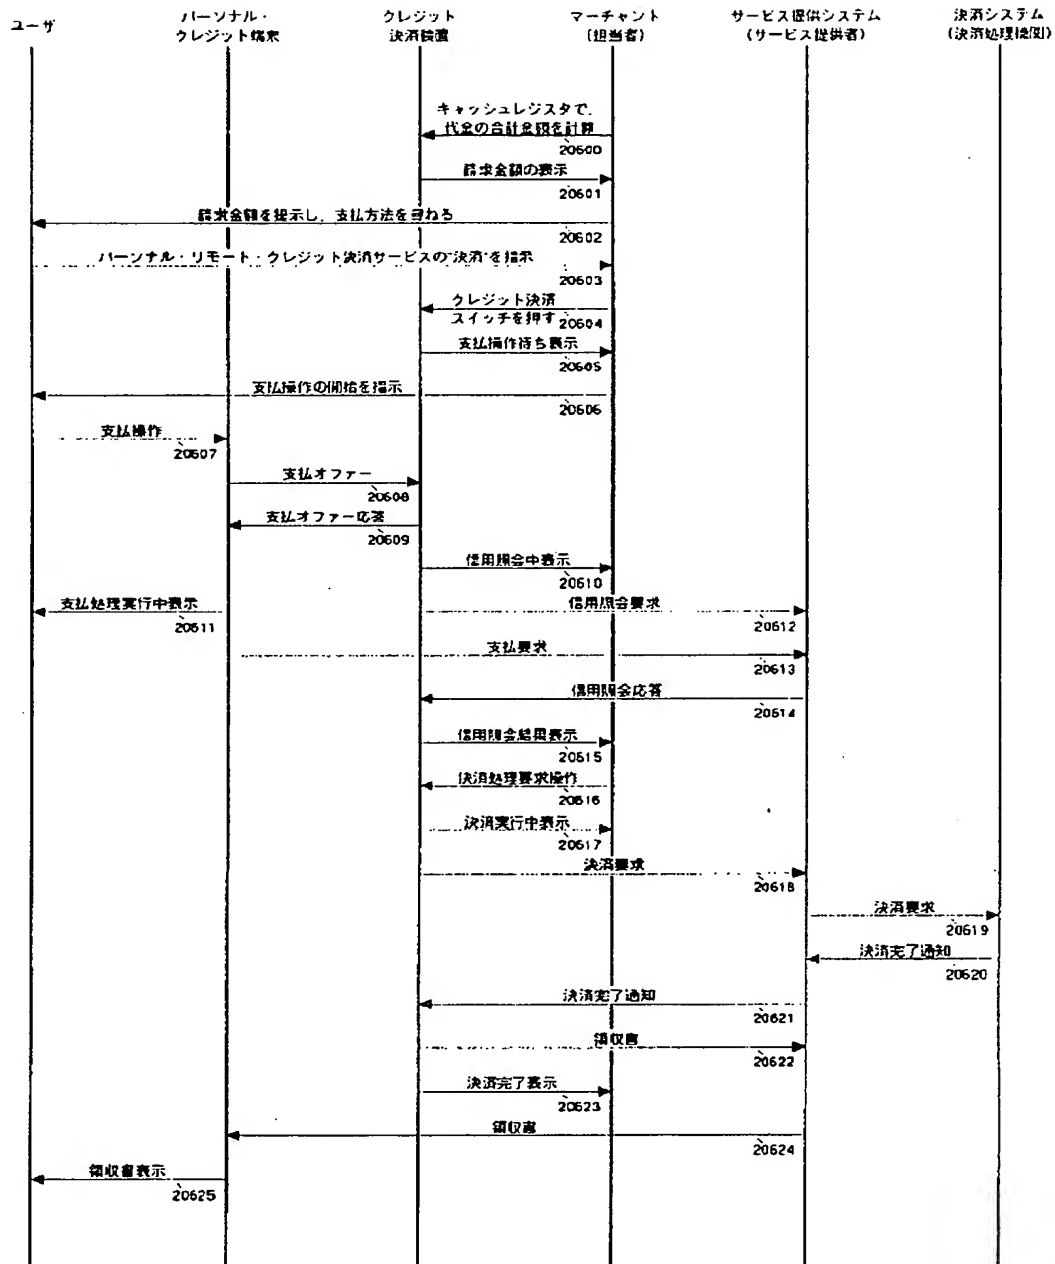 ユーザ
パーソナル・
クレジット端末
クレジット
決済装置
マーチャント
(担当者)
サービス提供システム
(サービス提供者)
決済システム
(決済処理機関)
キャッシュレジスタで、
代金の合計金額を計算
20600
請求金額の表示
20601
請求金額を提示し、支払方法を尋ねる
20602
パーソナル・リモート・クレジット決済サービスの"決済"を指示
20603
クレジット決済
スイッチを押す
20604
支払操作待ち表示
20605
支払操作の開始を指示
20606
支払操作
20607
支払オファー
20608
支払オファー応答
20609
信用照会中表示
20610
支払処理実行中表示
20611
信用照会要求
20612
支払要求
20613
信用照会応答
20614
信用照会結果表示
20615
決済処理要求操作
20616
決済実行中表示
20617
決済要求
20618
決済要求
20619
決済完了通知
20620
決済完了通知
20621
領収書
20622
決済完了表示
20623
領収書
20624
領収書表示
20625